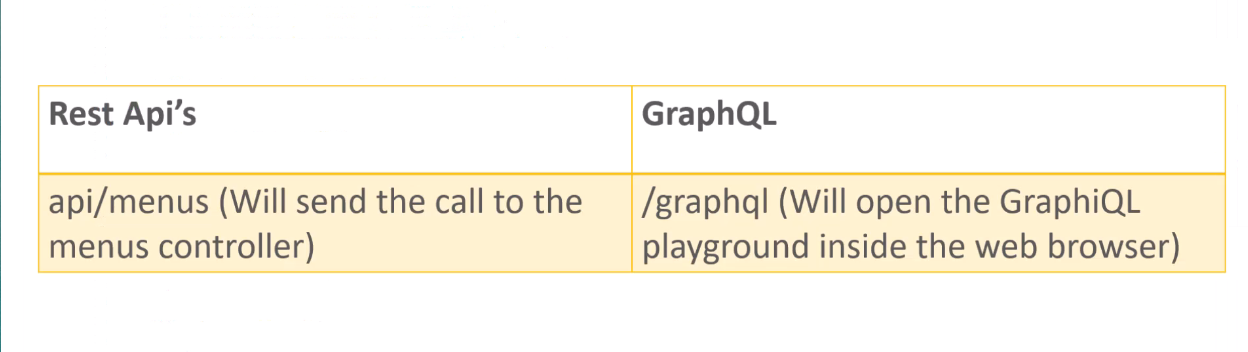 Rest Api’s
GraphQL
api/menus (Will send the call to the
menus controller)
/graphql (Will open the GraphiQL
playground inside the web browser)